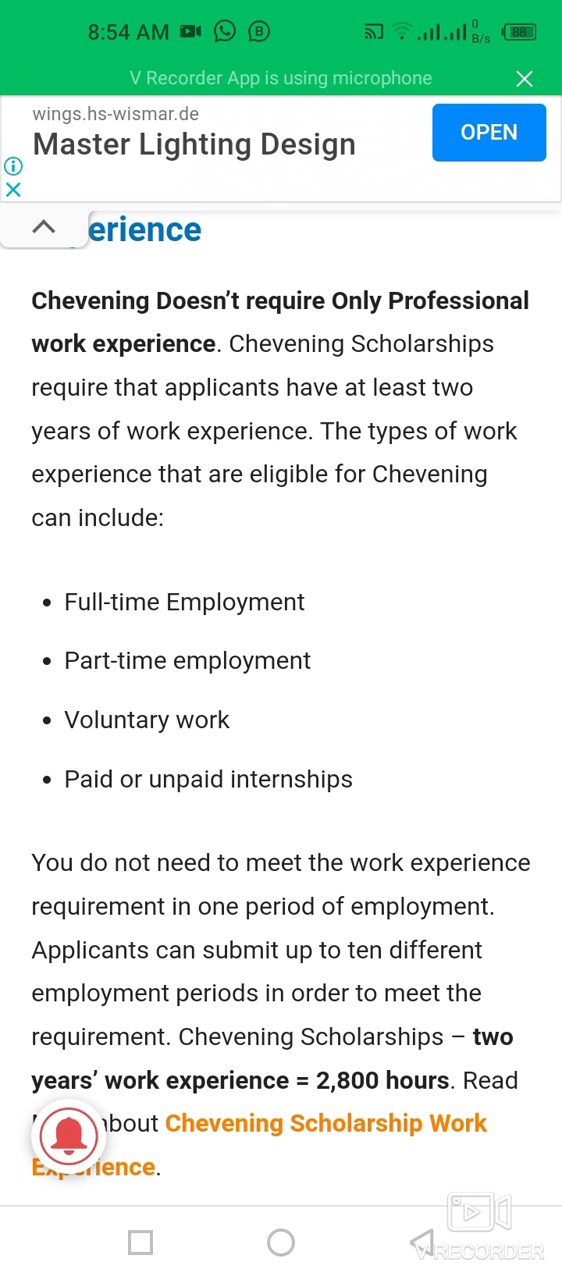 8:54 AM
0
B/s
88
V Recorder App is using microphone
wings.hs-wismar.de
Master Lighting Design
OPEN
erience
Chevening Doesn’t require Only Professional
work experience. Chevening Scholarships
require that applicants have at least two
years of work experience. The types of work
experience that are eligible for Chevening
can include:
• Full-time Employment
• Part-time employment
• Voluntary work
• Paid or unpaid internships
You do not need to meet the work experience
requirement in one period of employment.
Applicants can submit up to ten different
employment periods in order to meet the
requirement. Chevening Scholarships – two
years’ work experience = 2,800 hours. Read
about Chevening Scholarship Work
Experience.
VRECORDER